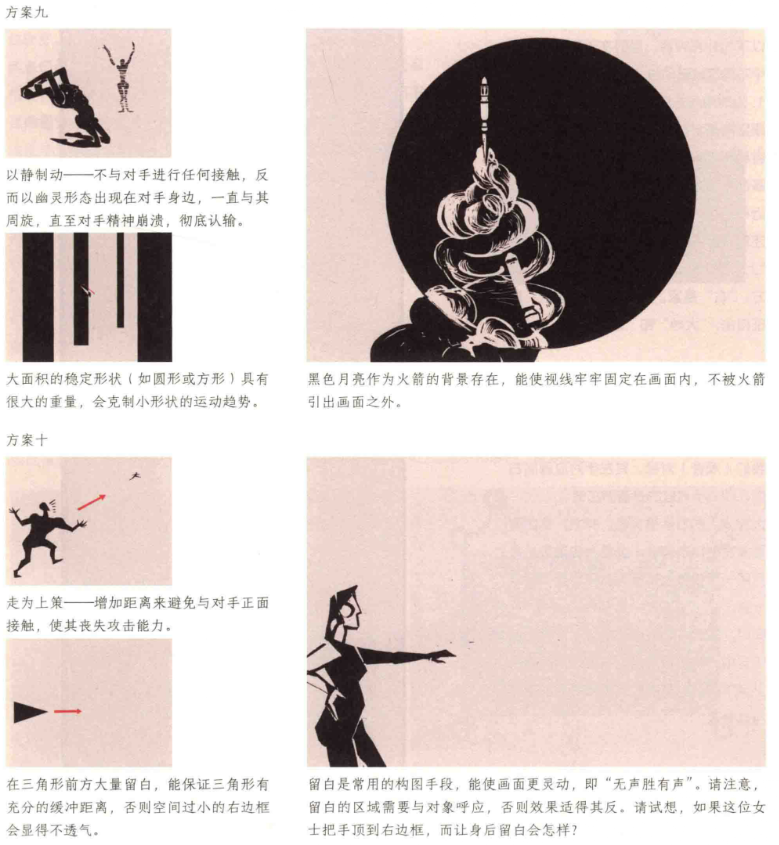 方案九
以静制动——不与对手进行任何接触，反
而以幽灵形态出现在对手身边，一直与其
周旋，直至对手精神崩溃，彻底认输。
大面积的稳定形状（如圆形或方形）具有
很大的重量，会克制小形状的运动趋势。
黑色月亮作为火箭的背景存在，能使视线牢牢固定在画面内，不被火箭
引出画面之外。
方案十
走为上策——增加距离来避免与对手正面
接触，使其丧失攻击能力。
在三角形前方大量留白，能保证三角形有
充分的缓冲距离，否则空间过小的右边框
会显得不透气。
留白是常用的构图手段，能使画面更灵动，即“无声胜有声”。请注意，
留白的区域需要与对象呼应，否则效果适得其反。请试想，如果这位女
士把手顶到右边框，而让身后留白会怎样?